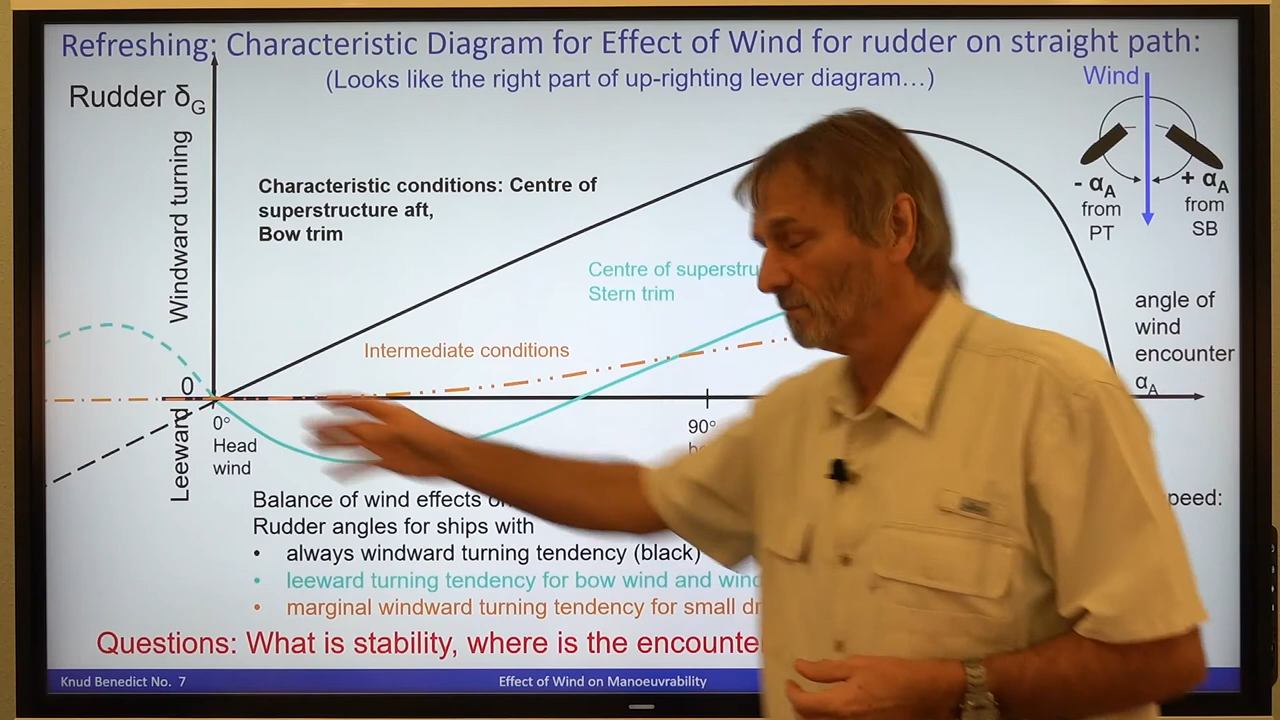 Refreshing; Characteristic Diagram for Effect of Wind for rudder on straight path:
(Looks like the right part of up-righting lever diagram…)
Wind
Rudder δG
Windward turning
Characteristic conditions: Centre of
superstructure aft,
Bow trim
- αA
from
PT
+ αA
from
SB
Centre of
Stern trim
angle of
wind
encounter
αA
Intermediate conditions
0
Leeward
0°
Head
wind
90°
Balance of wind effects
Rudder angles for ships with
• always windward turning tendency (black)
• leeward turning tendency for bow wind and
• marginal windward turning tendency for small
Questions: What is stability, where is the
Knud Benedict No. 7
Effect of Wind on Manoeuvrability